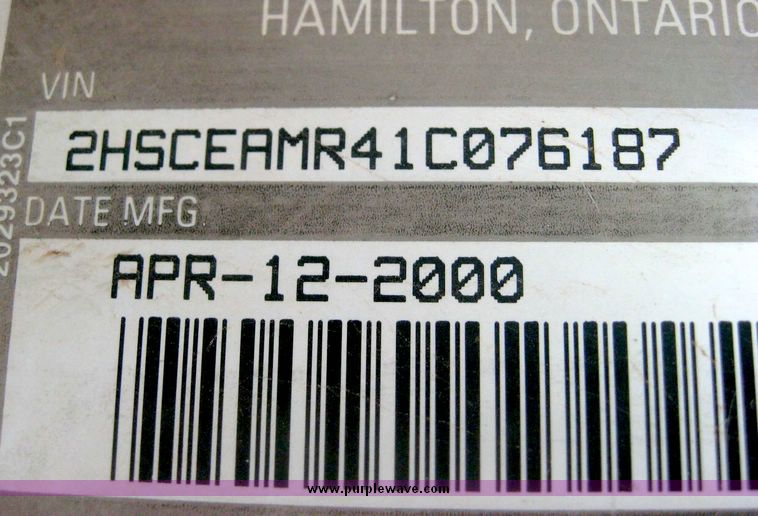 HAMILTON, ONTARIO
VIN
2HSCEAMR41C076187
DATE MFG.
APR-12-2000
2029323C1
www.purplewave.com